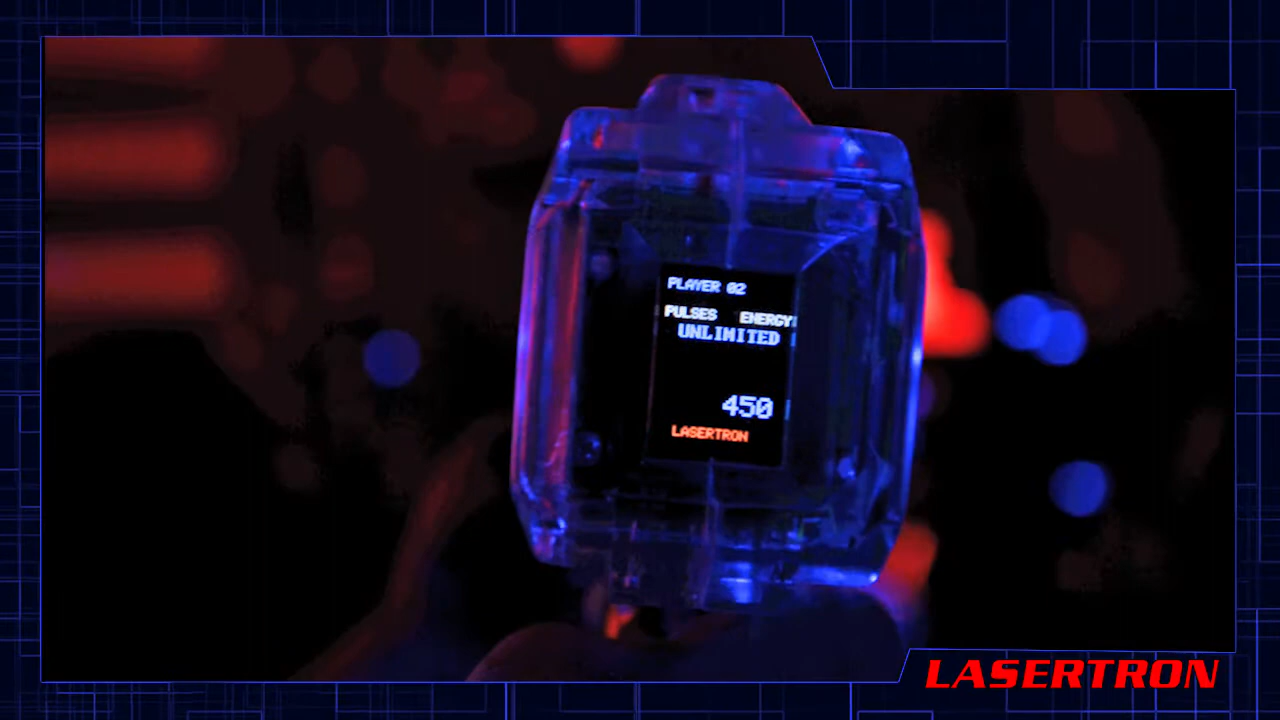 PLAYER 02
PULSES ENERGY
UNLIMITED
450
LASERTRON
LASERTRON